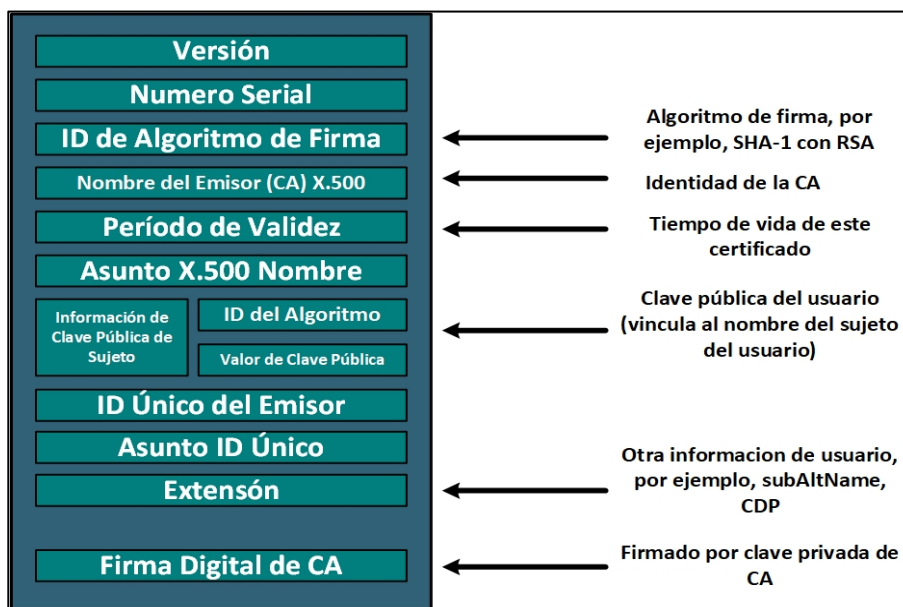 Versión
Numero Serial
ID de Algoritmo de Firma
Algoritmo de firma, por
ejemplo, SHA-1 con RSA
Nombre del Emisor (CA) X.500
Identidad de la CA
Período de Validez
Tiempo de vida de este
certificado
Asunto X.500 Nombre
Información de
Clave Pública de
Sujeto
ID del Algoritmo
Valor de Clave Pública
Clave pública del usuario
(vincula al nombre del sujeto
del usuario)
ID Único del Emisor
Asunto ID Único
Extensón
Otra informacion de usuario,
por ejemplo, subAltName,
CDP
Firma Digital de CA
Firmado por clave privada de
CA